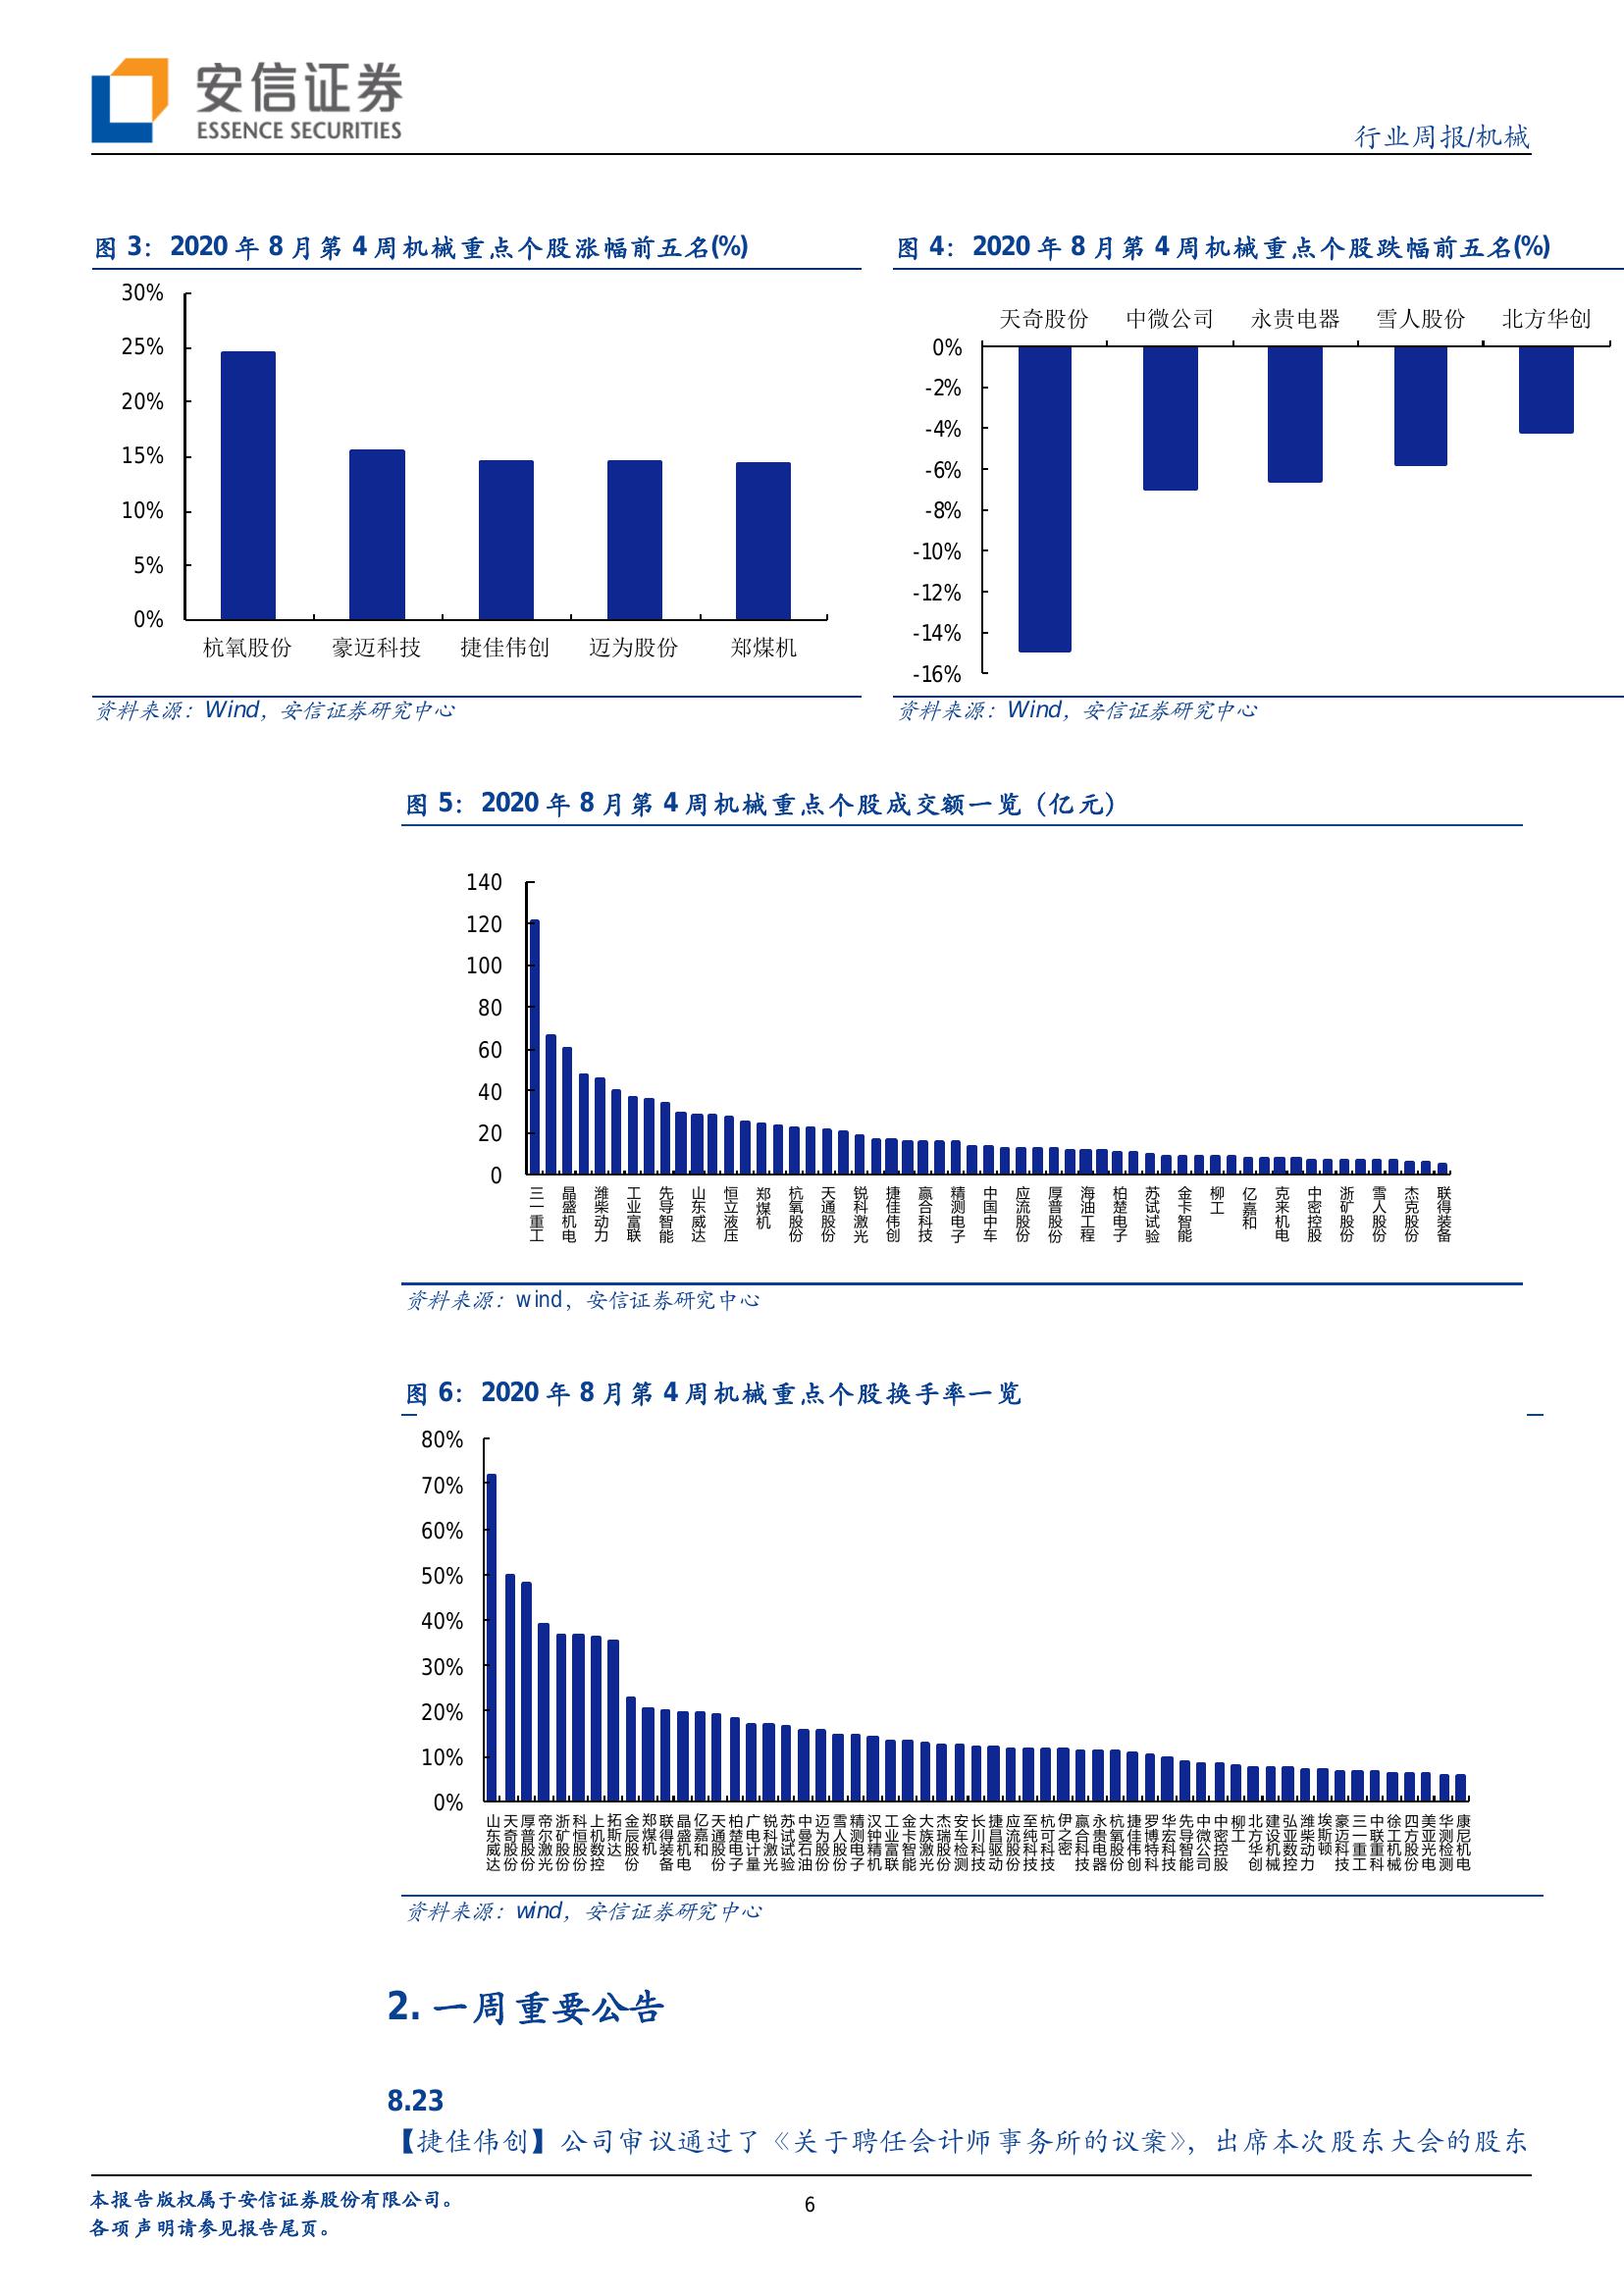 安信证券
ESSENCE SECURITIES
行业周报/机械
图 3：2020 年 8 月第 4 周机械重点个股涨幅前五名(%)
30%
25%
20%
15%
10%
5%
0%
杭氧股份 豪迈科技 捷佳伟创 迈为股份 郑煤机
资料来源：Wind，安信证券研究中心
图 4：2020 年 8 月第 4 周机械重点个股跌幅前五名(%)
天奇股份 中微公司 永贵电器 雪人股份 北方华创
0%
-2%
-4%
-6%
-8%
-10%
-12%
-14%
-16%
资料来源：Wind，安信证券研究中心
图 5：2020 年 8 月第 4 周机械重点个股成交额一览（亿元）
140
120
100
80
60
40
20
0
三一重工 晶盛机电 潍柴动力 工业富联 先导智能 山东威达 恒立液压 郑煤机 杭氧股份 天通股份 锐科激光 捷佳伟创 赢合科技 精测电子 中国中车 应流股份 厚普股份 海油工程 柏楚电子 苏试试验 金卡智能 柳工 亿嘉和 克来机电 中密控股 浙矿股份 雪人股份 杰克股份 联得装备
资料来源：wind，安信证券研究中心
图 6：2020 年 8 月第 4 周机械重点个股换手率一览
80%
70%
60%
50%
40%
30%
20%
10%
0%
山东威达 天奇股份 厚普股份 帝尔激光 浙矿股份 科恒股份 上机数控 拓斯达 金辰股份 郑煤机 联得装备 晶盛机电 亿嘉和 天通股份 柏楚电子 广电计量 锐科激光 苏试试验 中曼石油 迈为股份 雪人股份 精测电子 汉钟精机 工业富联 金卡智能 大族激光 杰瑞股份 安车检测 长川科技 捷昌驱动 应流股份 至纯科技 杭可科技 伊之密 赢合科技 永贵电器 杭氧股份 捷佳伟创 罗博特科 华宏科技 先导智能 中微公司 中密控股 柳工 北方华创 建设机械 弘亚数控 潍柴动力 埃斯顿 豪迈科技 三一重工 中联重科 徐工机械 四方股份 美亚光电 华测检测 康尼机电
资料来源：wind，安信证券研究中心
2. 一周重要公告
8.23
【捷佳伟创】公司审议通过了《关于聘任会计师事务所的议案》，出席本次股东大会的股东
本报告版权属于安信证券股份有限公司。
各项声明请参见报告尾页。
6